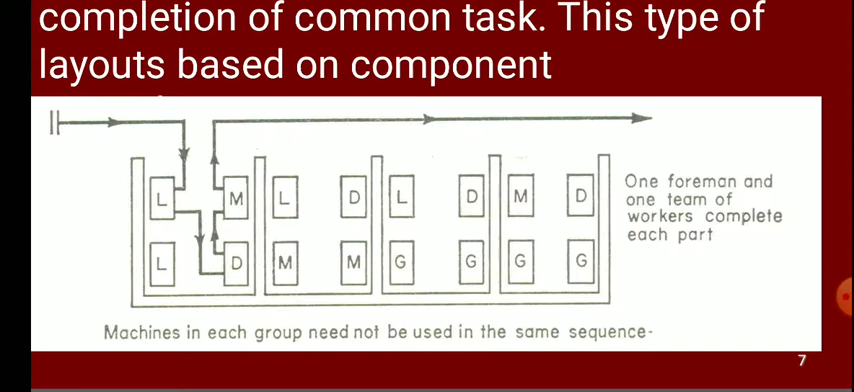 completion of common task. This type of
layouts based on component
L M L D L D M D
L D M M G G G G
One foreman and
one team of
workers complete
each part
Machines in each group need not be used in the same sequence-
7